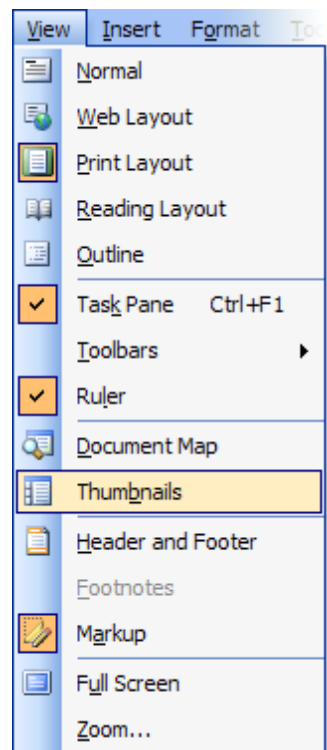 View Insert Format Too
Normal
Web Layout
Print Layout
Reading Layout
Outline
Task Pane Ctrl+F1
Toolbars
Ruler
Document Map
Thumbnails
Header and Footer
Footnotes
Markup
Full Screen
Zoom...